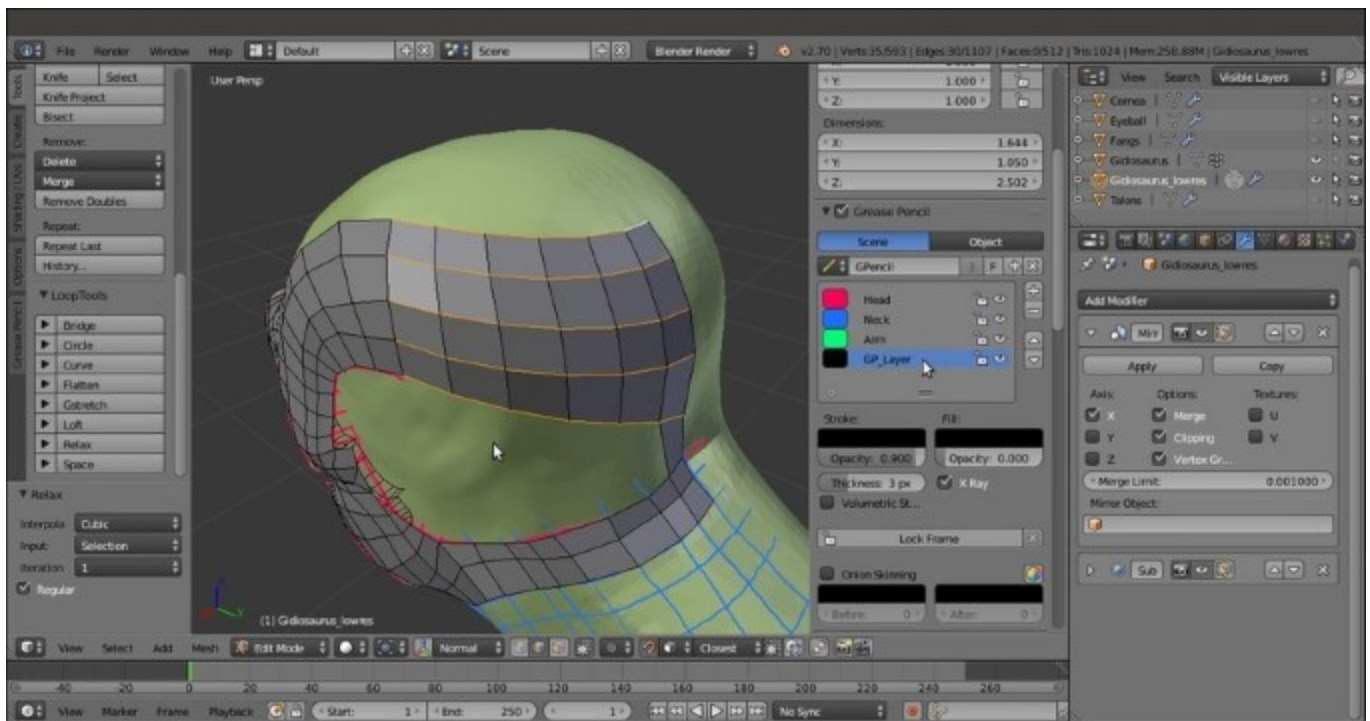 File Render Window Help Default Scene Blender Render v2.70 | Verts:35/593 | Edges:30/1107 | Faces:0/512 | Tris:1024 | Mem:258.88M | Gidiosaurus_lowres
Tools
Create
Shading / UVs
Options
Grease Pencil
Knife Select
Knife Project
Bisect
Remove:
Delete
Merge
Remove Doubles
Repeat:
Repeat Last
History...
LoopTools
Bridge
Circle
Curve
Flatten
Gstretch
Loft
Relax
Space
Relax
Interpola Cubic
Input: Selection
Iteration 1
Regular
User Persp
(1) Gidiosaurus_lowres
Y: 1.000
Z: 1.000
Dimensions:
X: 1.644
Y: 1.050
Z: 2.502
Grease Pencil
Scene Object
GPencil 3 F
Head
Neck
Arm
GP_Layer
Stroke: Fill:
Opacity: 0.900 Opacity: 0.000
Thickness: 3 px X Ray
Volumetric St...
Lock Frame
Onion Skinning
Before: 0 After: 0
View Search Visible Layers
Cornea
Eyeball
Fangs
Gidiosaurus
Gidiosaurus_lowres
Talons
Gidiosaurus_lowres
Add Modifier
Mirr
Apply Copy
Axis: Options: Textures:
X Merge U
Y Clipping V
Z Vertex Gr...
Merge Limit: 0.001000
Mirror Object:
Sub
View Select Add Mesh Edit Mode Normal Closest
-40 -20 0 20 40 60 80 100 120 140 160 180 200 220 240 260
View Marker Frame Playback Start: 1 End: 250 1 No Sync